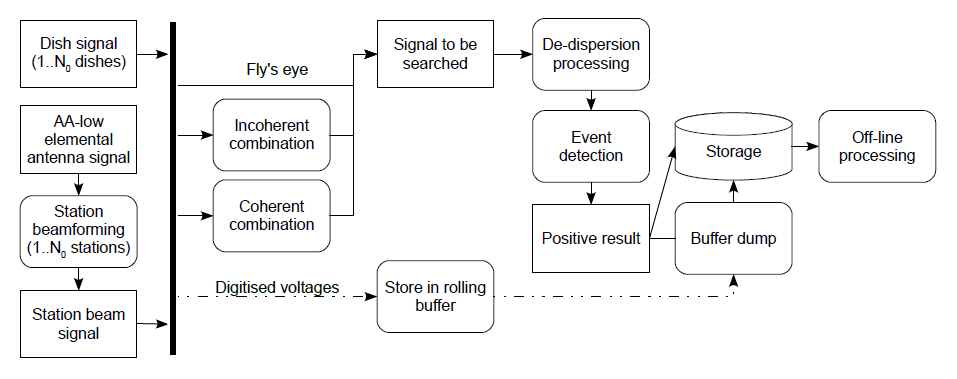 Dish signal
(1..N0 dishes)
AA-low
elemental
antenna signal
Station
beamforming
(1..N0 stations)
Station beam
signal
Fly's eye
Incoherent
combination
Coherent
combination
Digitised voltages
Signal to be
searched
Store in rolling
buffer
De-dispersion
processing
Event
detection
Positive result
Storage
Buffer dump
Off-line
processing